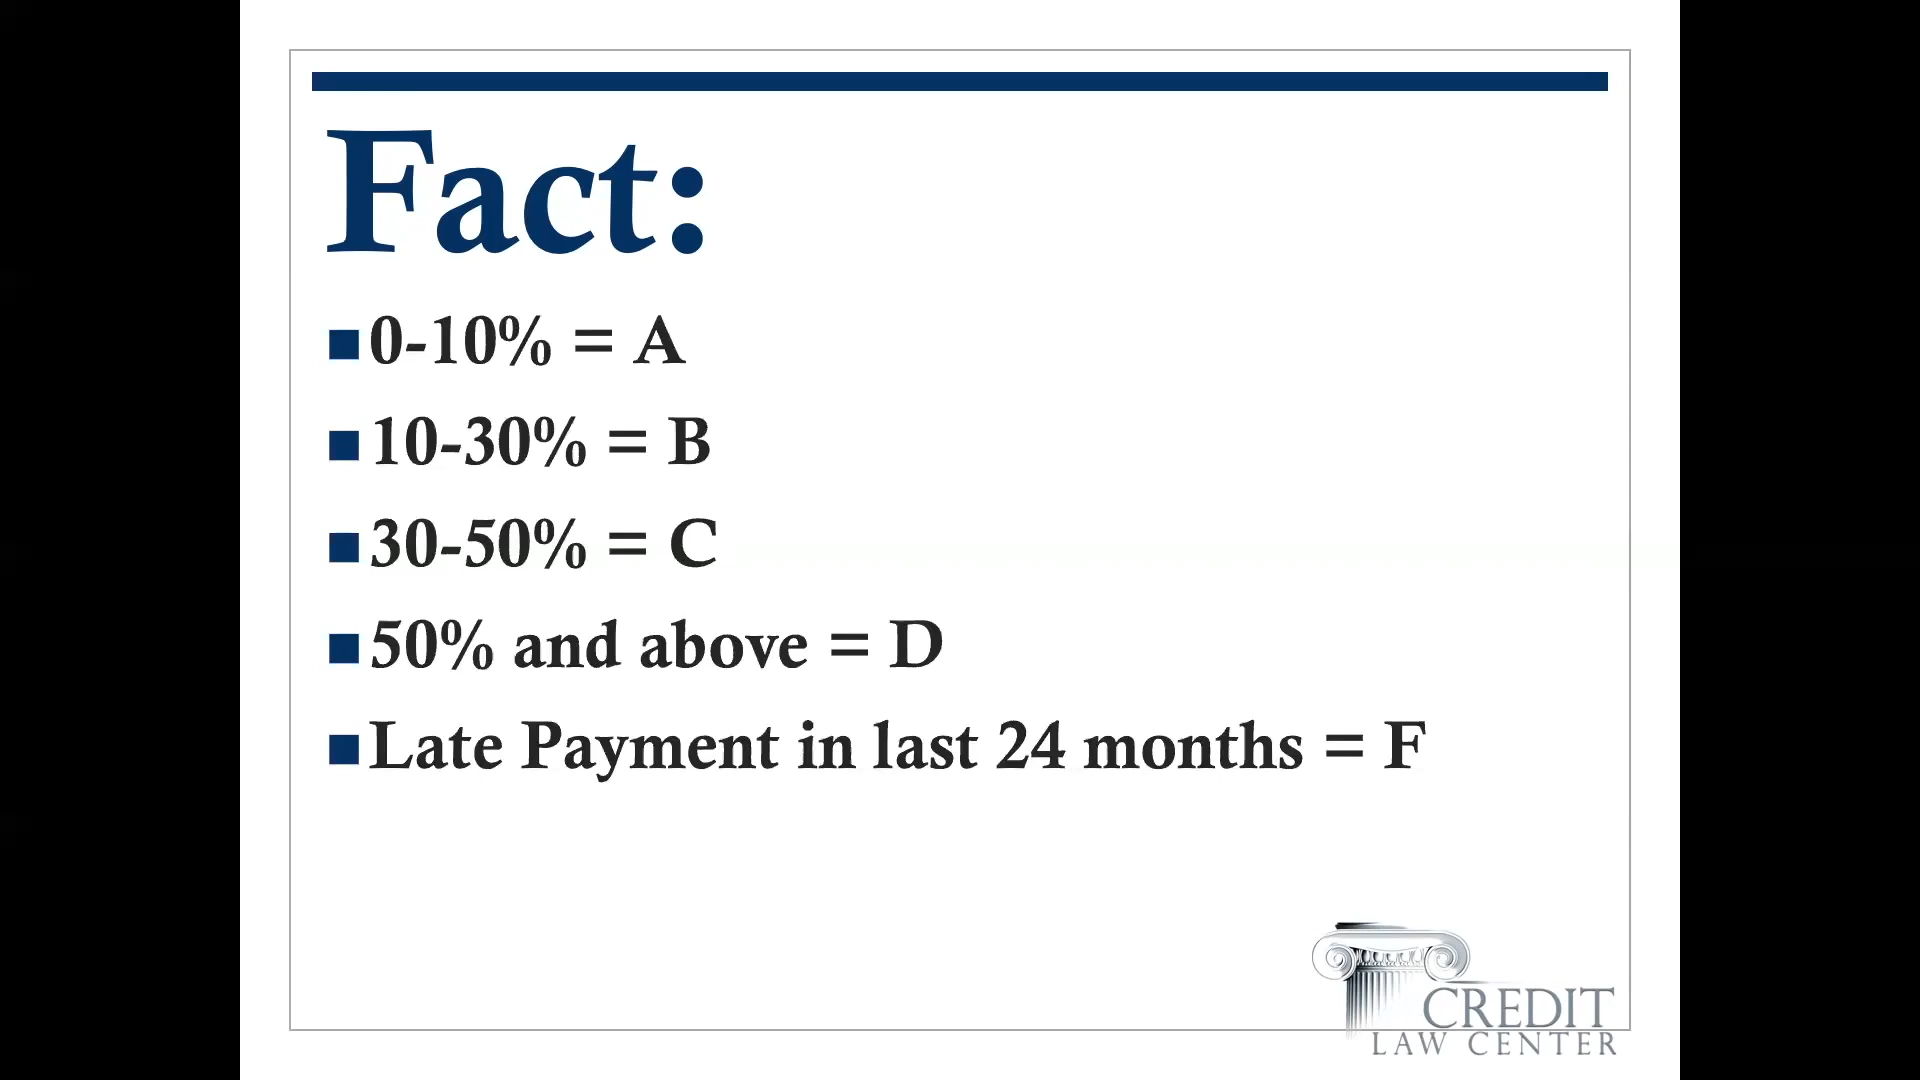 Fact:
0-10% = A
10-30% = B
30-50% = C
50% and above = D
Late Payment in last 24 months = F
CREDIT
LAW CENTER